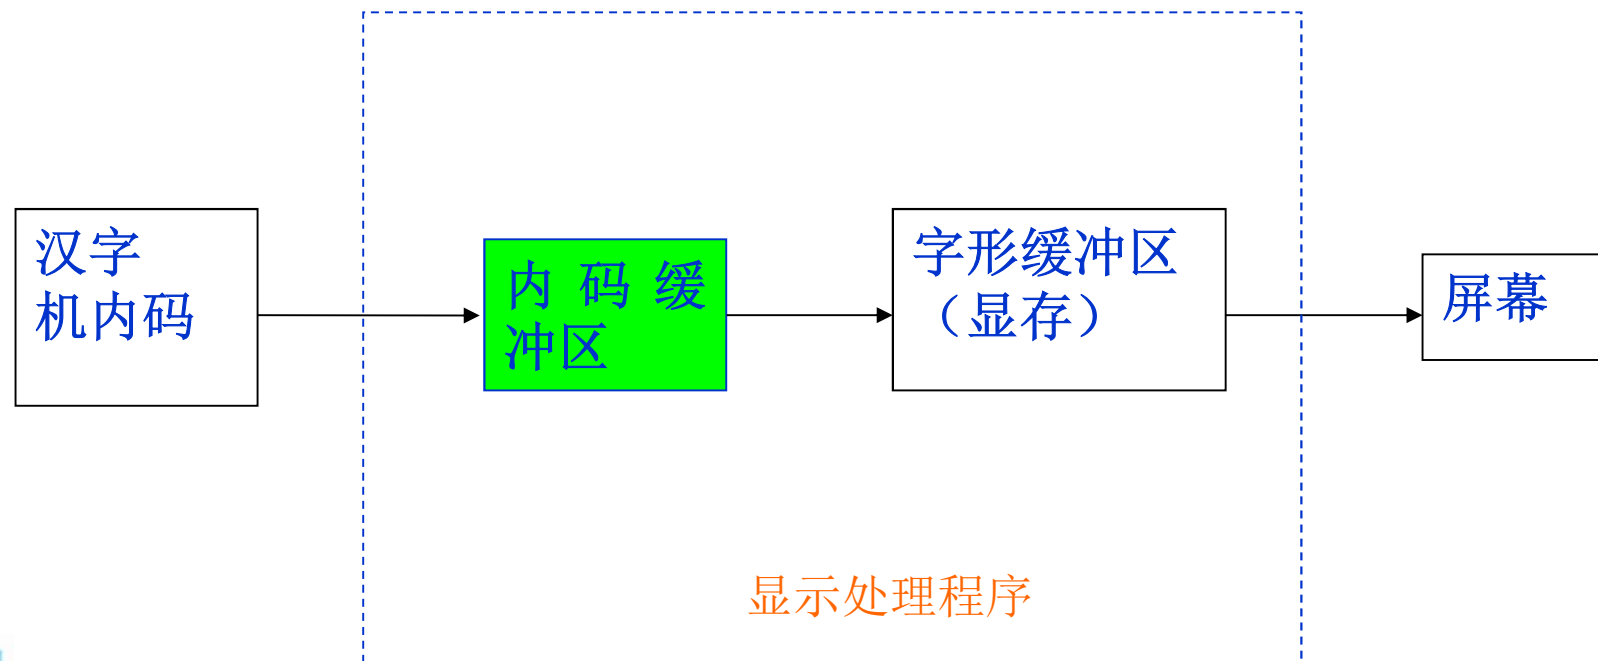 汉字
机内码
内 码 缓
冲区
字形缓冲区
（显存）
屏幕
显示处理程序